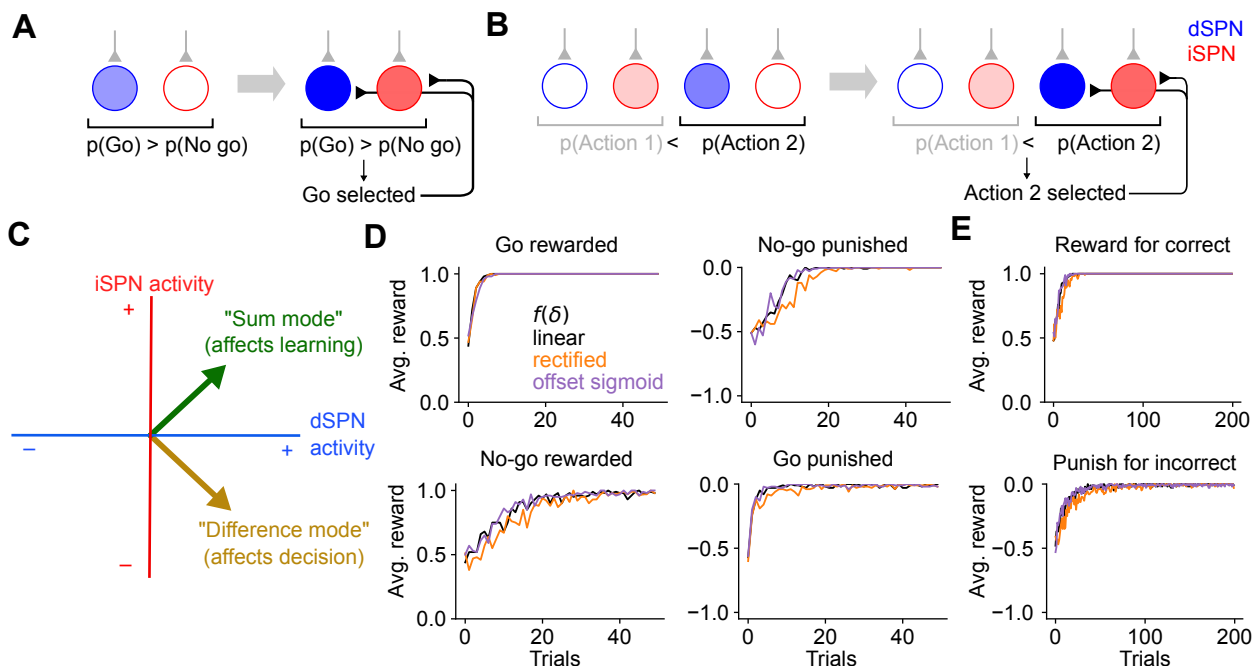 A
p(Go) > p(No go)
p(Go) > p(No go)
Go selected
B
dSPN
iSPN
p(Action 1) < p(Action 2)
p(Action 1) < p(Action 2)
Action 2 selected
C
iSPN activity
+
"Sum mode"
(affects learning)
dSPN
activity
−
+
"Difference mode"
(affects decision)
−
D
Go rewarded
Avg. reward
1.0
0.5
0.0
0
20
40
f(δ)
linear
rectified
offset sigmoid
No-go punished
Avg. reward
0.0
−0.5
−1.0
0
20
40
No-go rewarded
Avg. reward
1.0
0.5
0.0
0
20
40
Trials
Go punished
Avg. reward
0.0
−0.5
−1.0
0
20
40
Trials
E
Reward for correct
Avg. reward
1.0
0.5
0.0
0
100
200
Punish for incorrect
Avg. reward
0.0
−0.5
−1.0
0
100
200
Trials